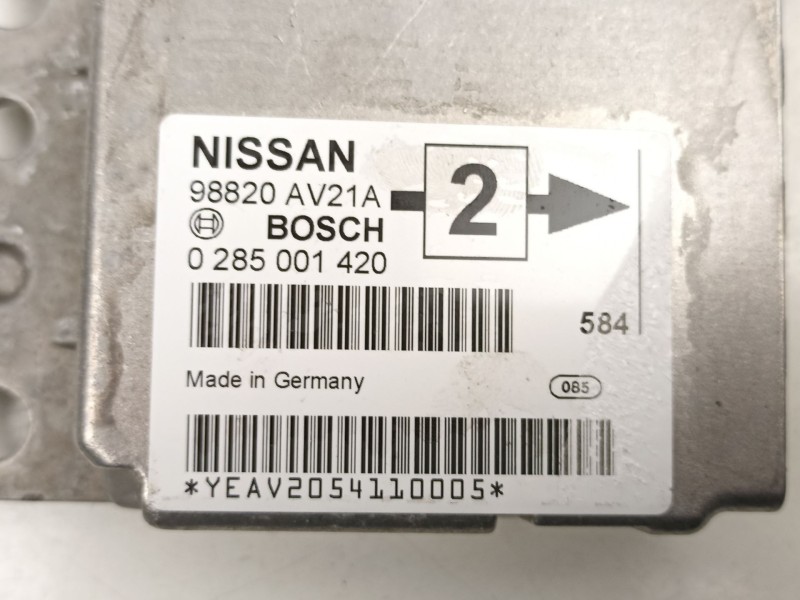 NISSAN
98820 AV21A
2
BOSCH
0 285 001 420
584
Made in Germany
085
*YEAV2054110005*